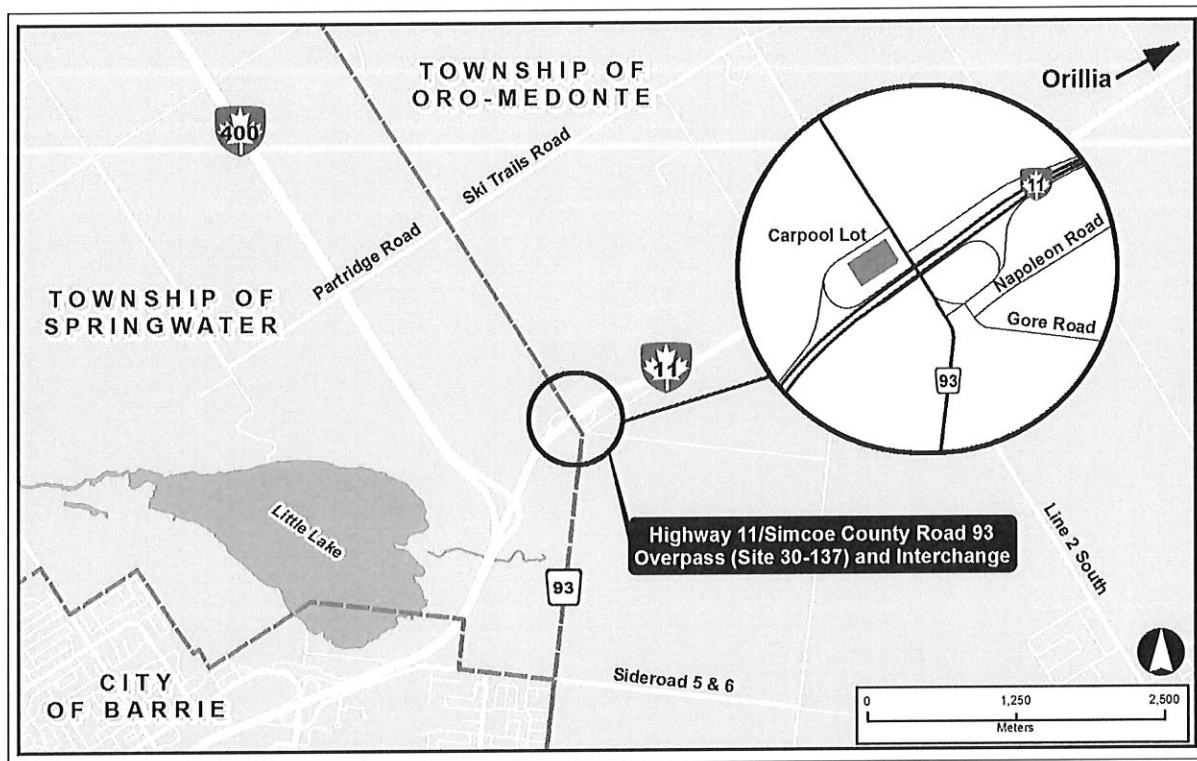 TOWNSHIP OF
ORO-MEDONTE
Orillia
400
Ski Trails Road
11
Carpool Lot
Partridge Road
Napoleon Road
TOWNSHIP OF
SPRINGWATER
Gore Road
11
93
Little Lake
Highway 11/Simcoe County Road 93
Overpass (Site 30-137) and Interchange
Line 2 South
93
CITY
OF BARRIE
Sideroad 5 & 6
0 1,250 2,500
Meters